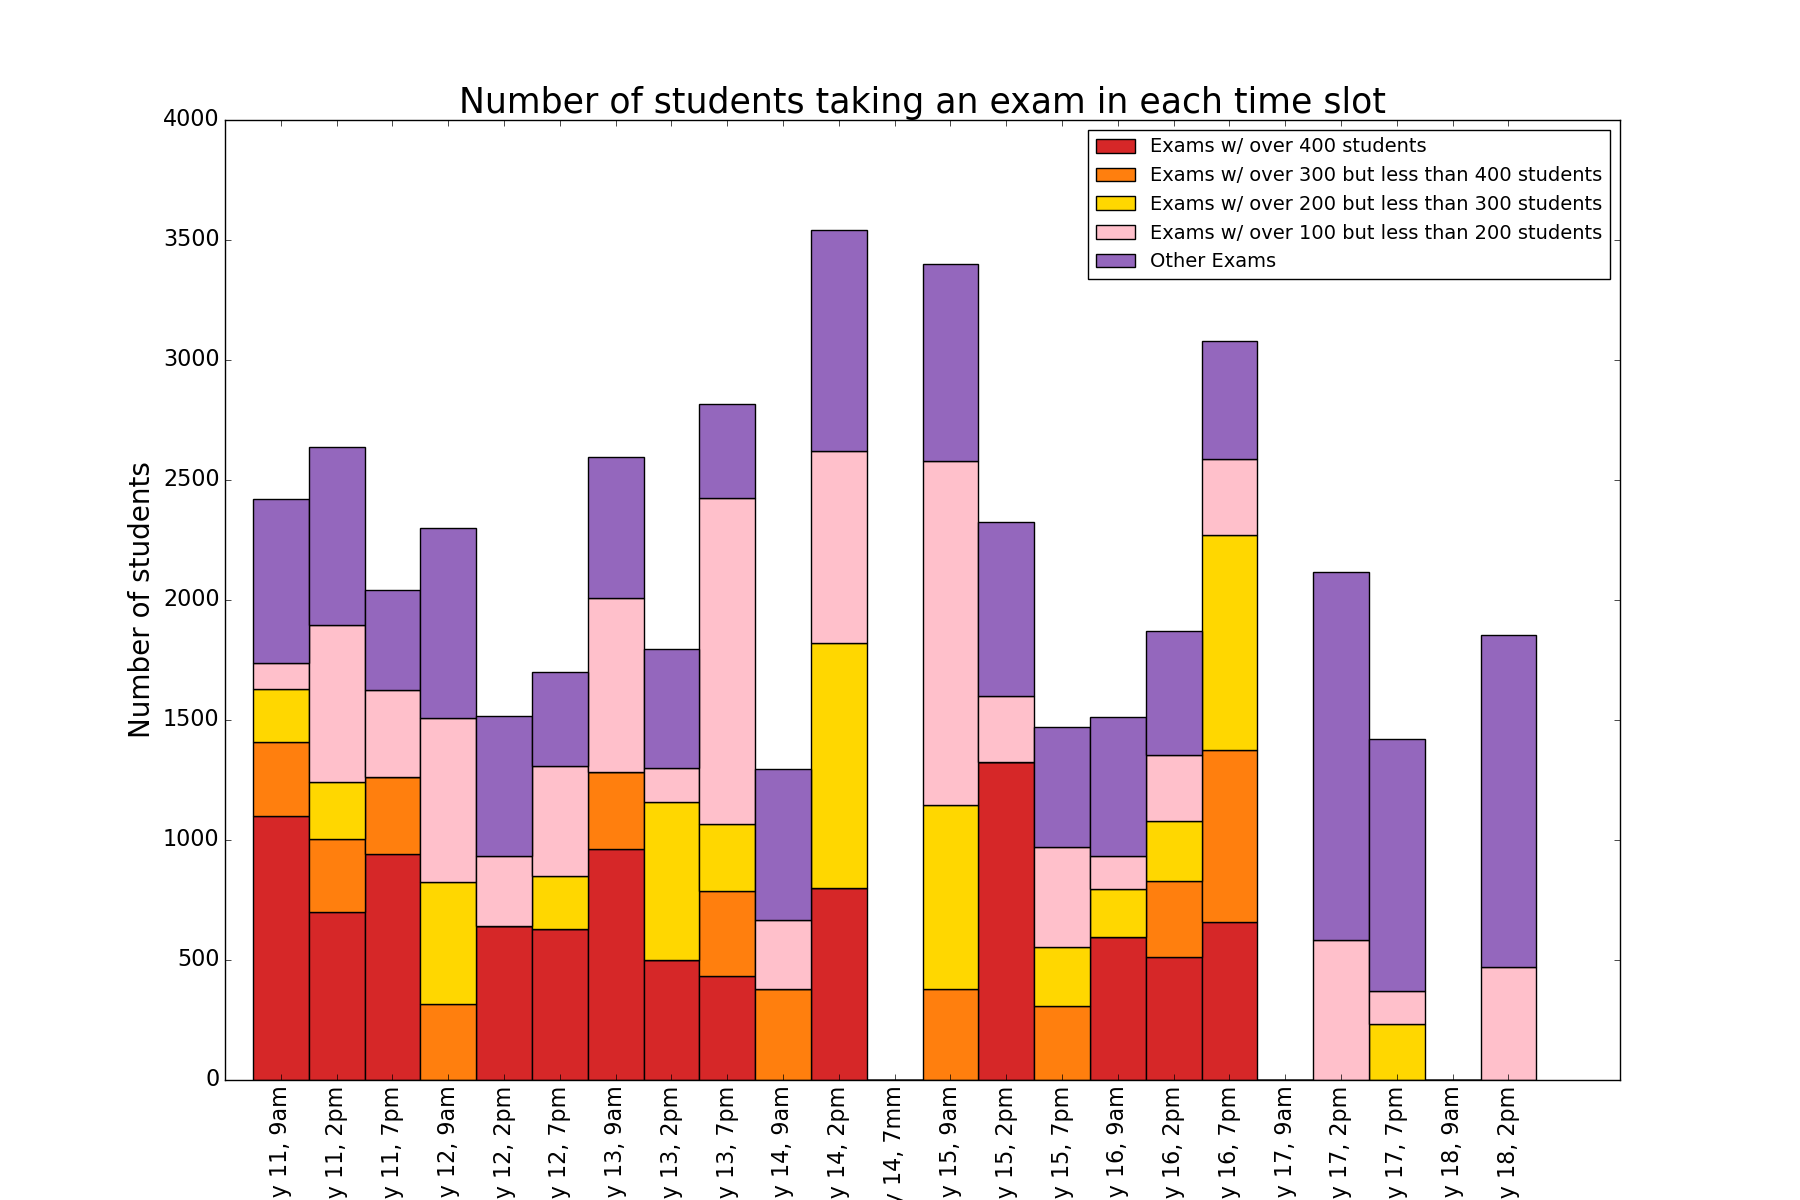 Number of students taking an exam in each time slot
4000
3500
3000
2500
2000
1500
1000
500
0
Number of students
Exams w/ over 400 students
Exams w/ over 300 but less than 400 students
Exams w/ over 200 but less than 300 students
Exams w/ over 100 but less than 200 students
Other Exams
y 11, 9am
y 11, 2pm
y 11, 7pm
y 12, 9am
y 12, 2pm
y 12, 7pm
y 13, 9am
y 13, 2pm
y 13, 7pm
y 14, 9am
y 14, 2pm
y 14, 7mm
y 15, 9am
y 15, 2pm
y 15, 7pm
y 16, 9am
y 16, 2pm
y 16, 7pm
y 17, 9am
y 17, 2pm
y 17, 7pm
y 18, 9am
y 18, 2pm